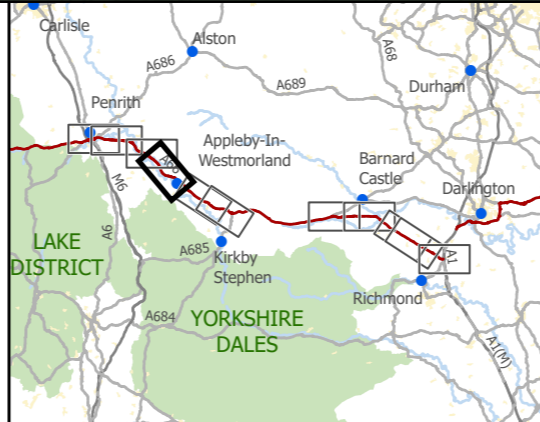 Carlisle
Alston
A686
A68
A689
Durham
Penrith
Appleby-In-
Westmorland
A66
Barnard
Castle
Darlington
M6
A6
LAKE
DISTRICT
A685
Kirkby
Stephen
A1
Richmond
A684
YORKSHIRE
DALES
A1(M)